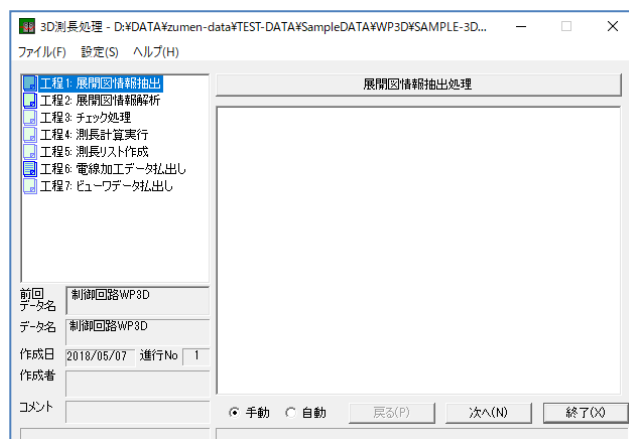 3D測長処理 - D:¥DATA¥zumen-data¥TEST-DATA¥SampleDATA¥WP3D¥SAMPLE-3D...
ファイル(F) 設定(S) ヘルプ(H)
工程1: 展開図情報抽出
工程2: 展開図情報解析
工程3: チェック処理
工程4: 測長計算実行
工程5: 測長リスト作成
工程6: 電線加工データ払出し
工程7: ビューワデータ払出し
展開図情報抽出処理
前回
データ名 制御回路WP3D
データ名 制御回路WP3D
作成日 2018/05/07 進行No 1
作成者
コメント
手動 自動 戻る(P) 次へ(N) 終了(X)